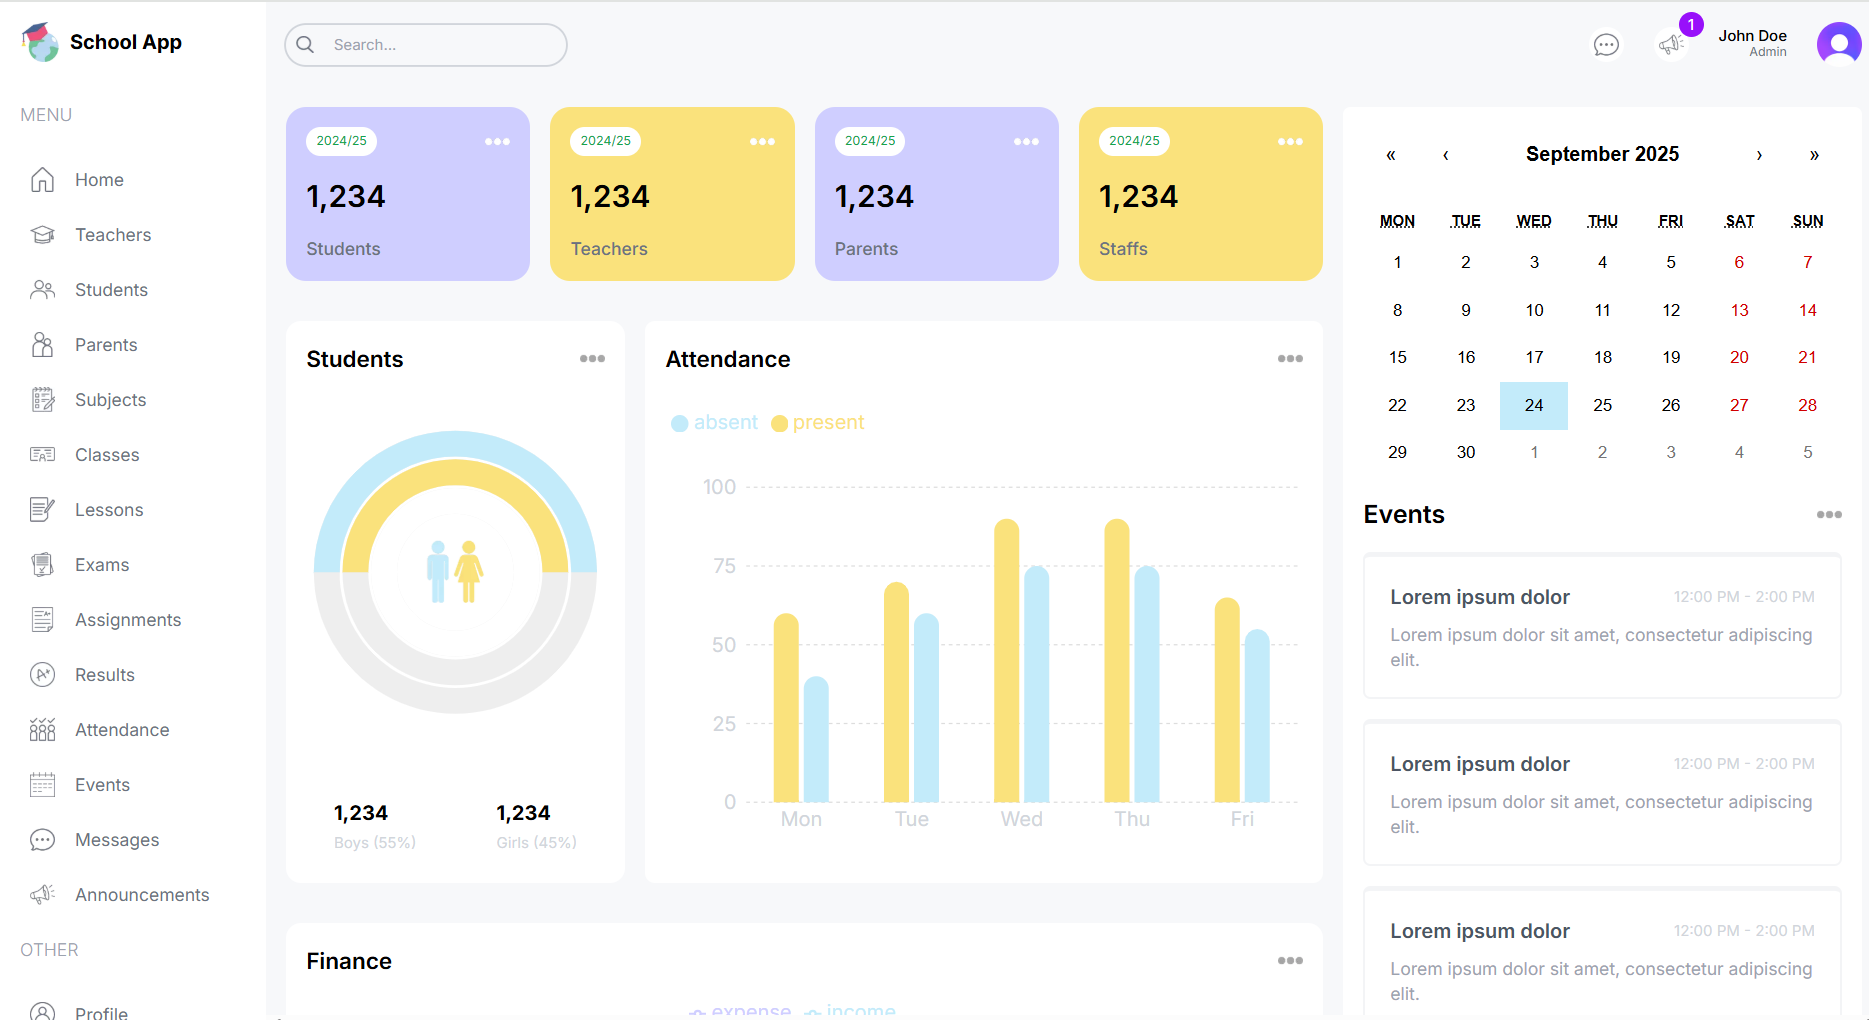 School App
Search...
1
John Doe
Admin
MENU
Home
Teachers
Students
Parents
Subjects
Classes
Lessons
Exams
Assignments
Results
Attendance
Events
Messages
Announcements
OTHER
Profile
2024/25
1,234
Students
2024/25
1,234
Teachers
2024/25
1,234
Parents
2024/25
1,234
Staffs
Students
1,234
Boys (55%)
1,234
Girls (45%)
Attendance
absent present
100
75
50
25
0
Mon Tue Wed Thu Fri
Finance
expense income
« ‹ September 2025 › »
MON TUE WED THU FRI SAT SUN
1 2 3 4 5 6 7
8 9 10 11 12 13 14
15 16 17 18 19 20 21
22 23 24 25 26 27 28
29 30 1 2 3 4 5
Events
Lorem ipsum dolor 12:00 PM - 2:00 PM
Lorem ipsum dolor sit amet, consectetur adipiscing
elit.
Lorem ipsum dolor 12:00 PM - 2:00 PM
Lorem ipsum dolor sit amet, consectetur adipiscing
elit.
Lorem ipsum dolor 12:00 PM - 2:00 PM
Lorem ipsum dolor sit amet, consectetur adipiscing
elit.